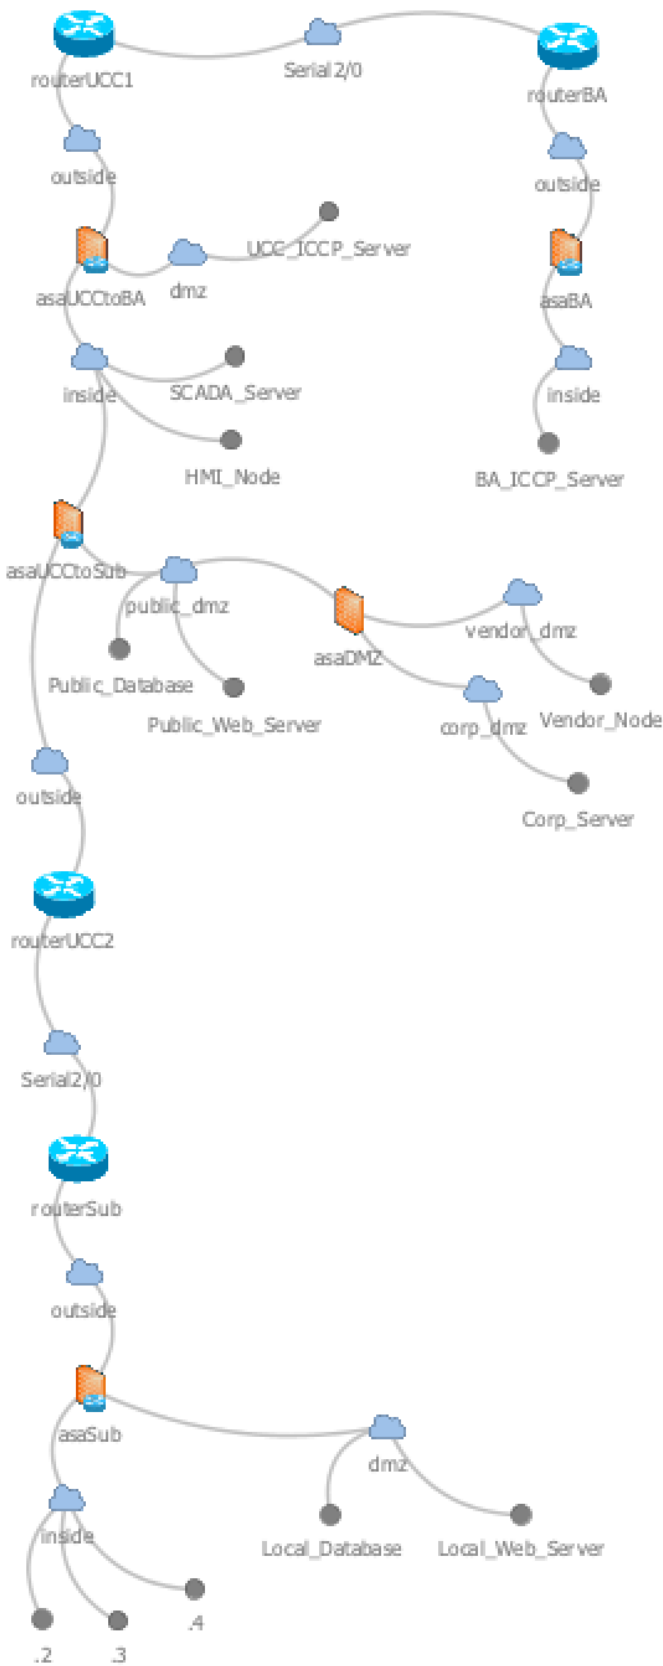 routerUCC1
Serial2/0
routerBA
outside
outside
UCC_ICCP_Server
asaUCCtoBA
dmz
asaBA
inside
SCADA_Server
inside
HMI_Node
BA_ICCP_Server
asaUCCtoSub
public_dmz
vendor_dmz
asaDMZ
Public_Database
Public_Web_Server
corp_dmz
Vendor_Node
outside
Corp_Server
routerUCC2
Serial2/0
routerSub
outside
asaSub
dmz
inside
Local_Database
Local_Web_Server
.4
.2
.3